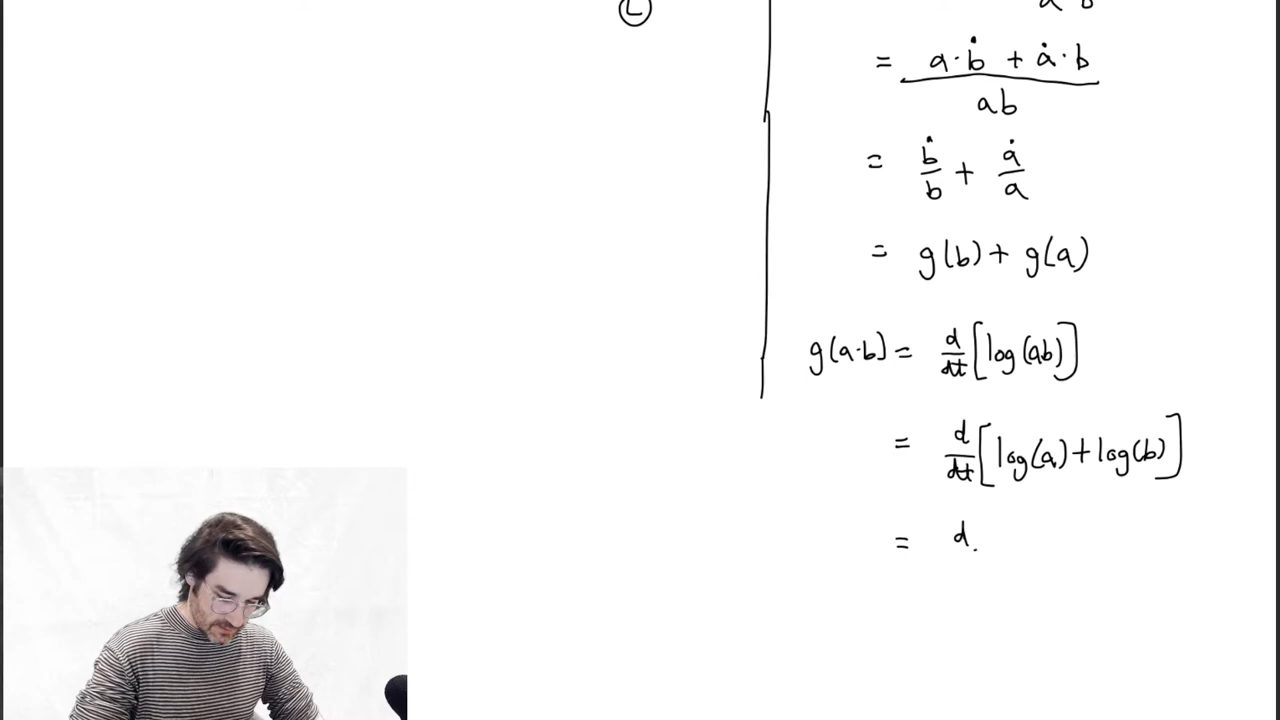 L
a b
= a·ḃ + ȧ·b
ab
= ḃ/b + ȧ/a
= g(b) + g(a)
g(a·b) = d/dt [log(ab)]
= d/dt [log(a) + log(b)]
= d